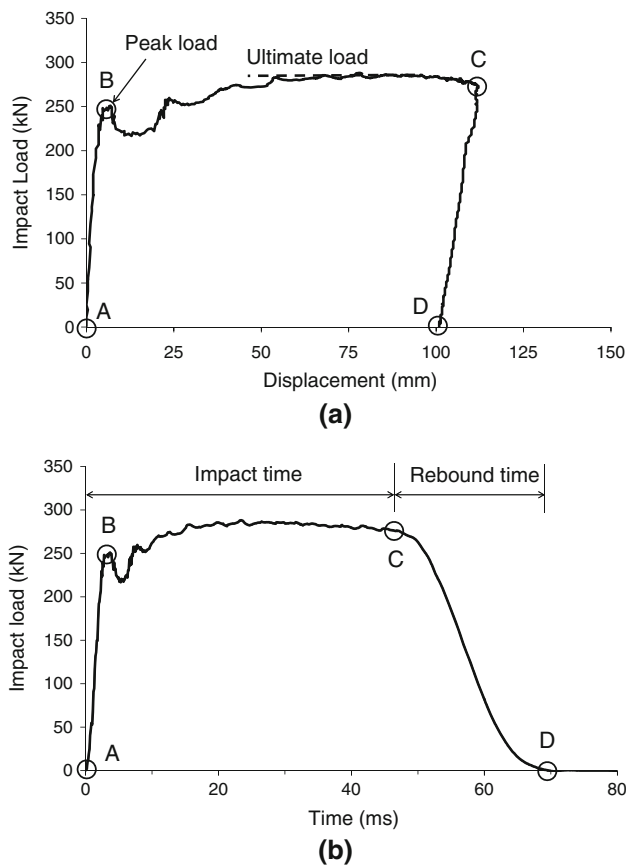 350
300
250
200
150
100
50
0
Impact Load (kN)
Peak load
Ultimate load
B
C
A
D
0 25 50 75 100 125 150
Displacement (mm)
(a)
350
300
250
200
150
100
50
0
Impact load (kN)
Impact time Rebound time
B
C
A
D
0 20 40 60 80
Time (ms)
(b)